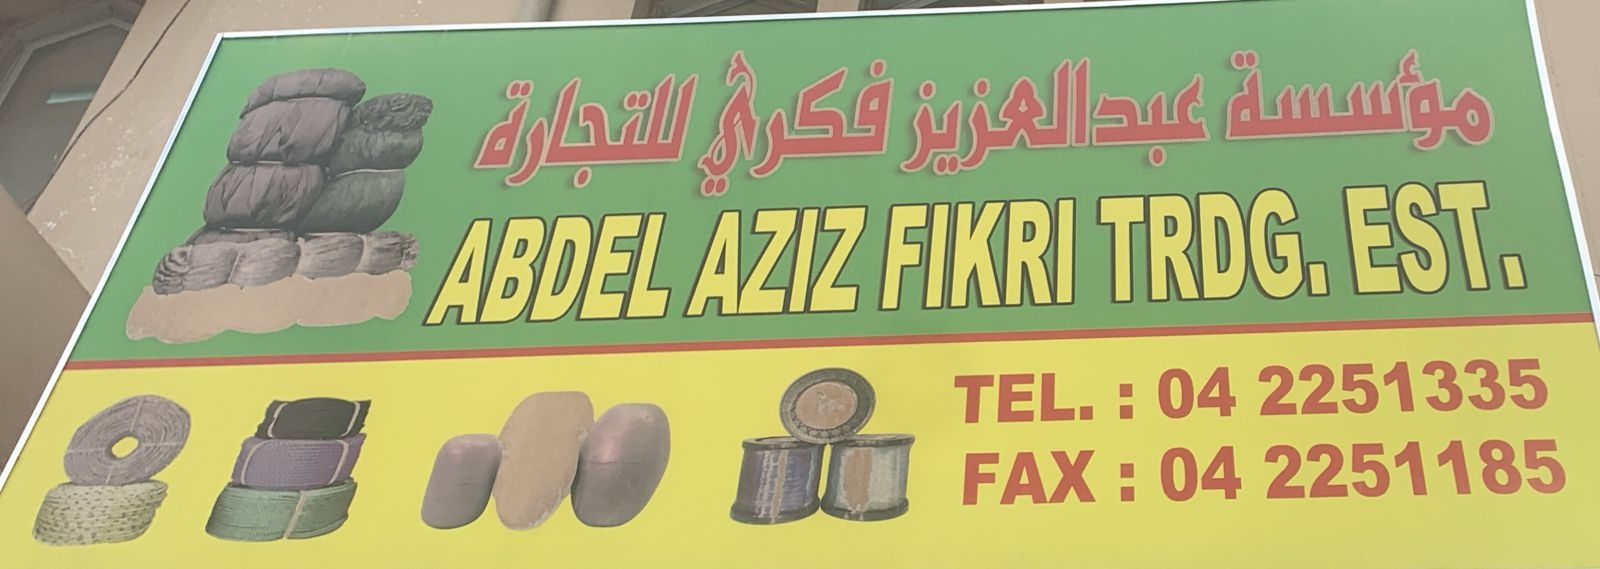 مؤسسة عبدالعزيز فكري للتجارة
ABDEL AZIZ FIKRI TRDG. EST.
TEL. : 04 2251335
FAX : 04 2251185